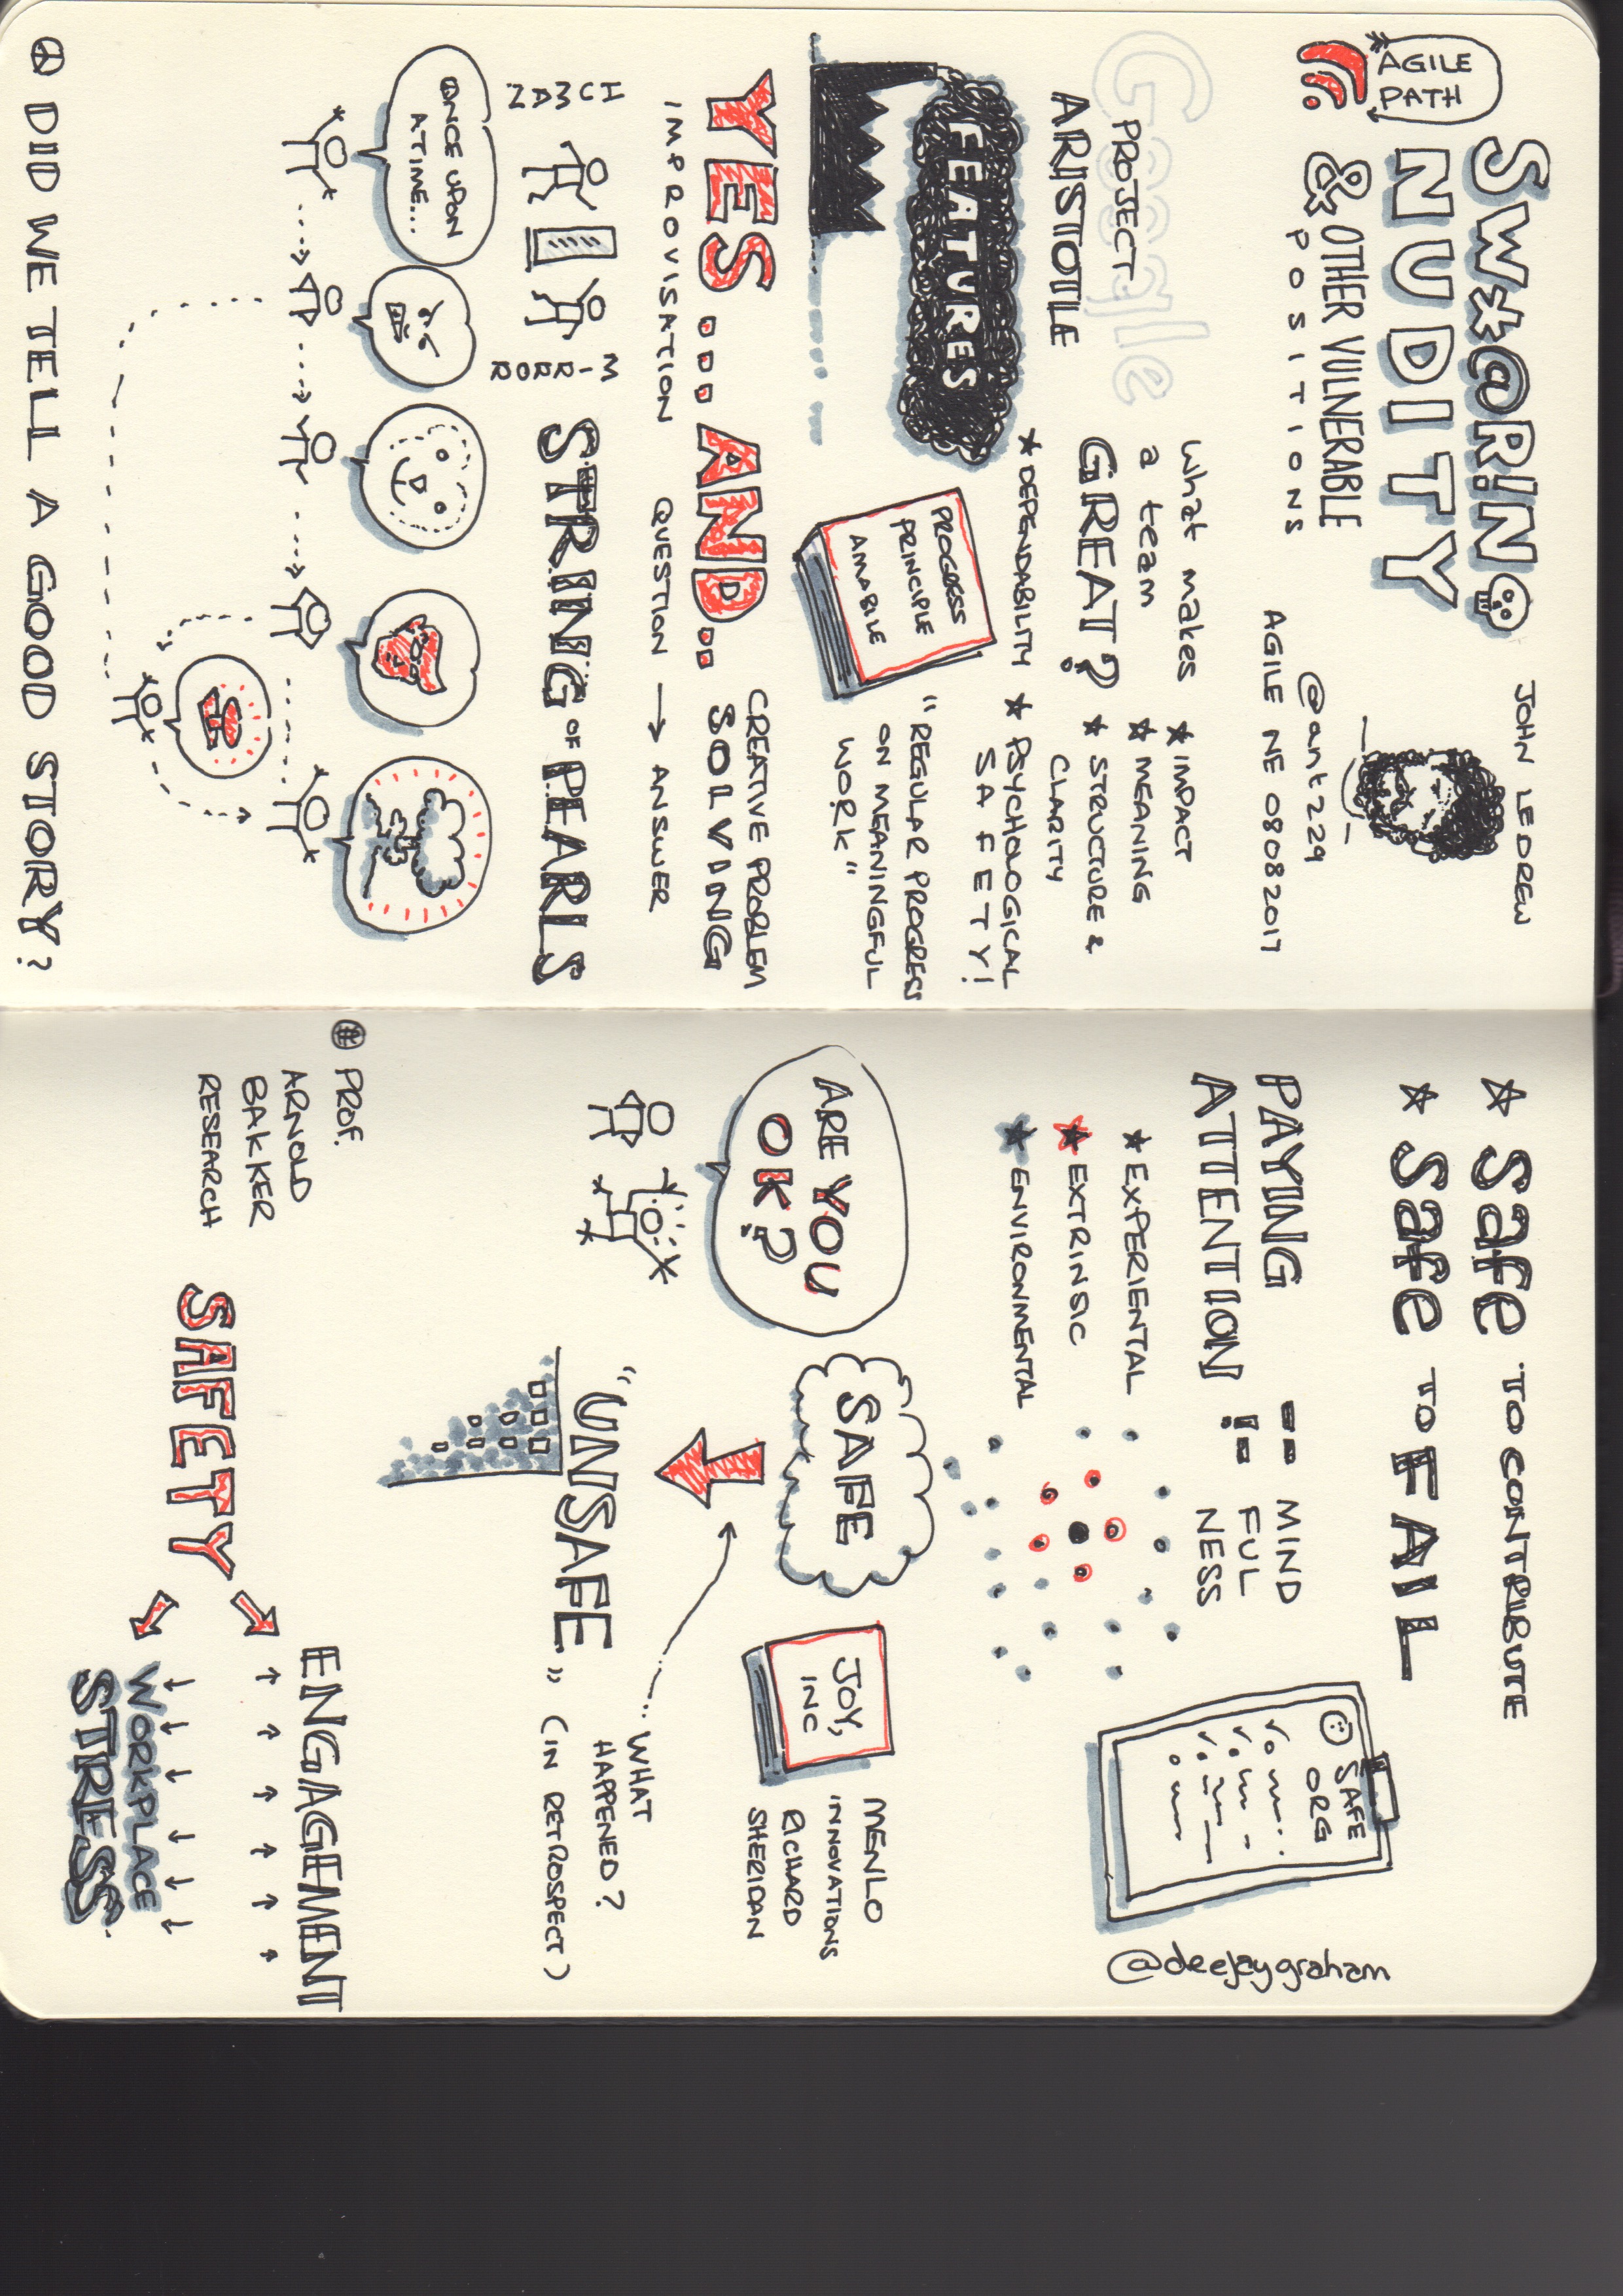 AGILE
PATH
SW**@R!NG
NUDITY
& OTHER VULNERABLE
POSITIONS
JOHN LE DREW
@ant229
AGILE NE 08082017
Google
PROJECT
ARISTOTLE
What makes
a team
GREAT?
★ IMPACT
★ MEANING
★ STRUCTURE &
CLARITY
★ DEPENDABILITY
★ PSYCHOLOGICAL
SAFETY!
FEATURES
PROGRESS
PRINCIPLE
AMABILE
"REGULAR PROGRESS
ON MEANINGFUL
WORK"
YES... AND...
IMPROVISATION
CREATIVE PROBLEM
SOLVING
QUESTION → ANSWER
HUMAN
MIRROR
STRING OF PEARLS
ONCE UPON
A TIME...
DID WE TELL A GOOD STORY?
★ Safe TO CONTRIBUTE
★ Safe TO FAIL
PAYING
ATTENTION
==
!=
MIND
FUL
NESS
★ EXPERIENTAL
★ EXTRINSIC
★ ENVIRONMENTAL
SAFE
ORG
@deejaygraham
ARE YOU
OK?
SAFE
JOY,
INC
MENLO
INNOVATIONS
RICHARD
SHERIDAN
WHAT
HAPPENED?
"UNSAFE" (IN RETROSPECT)
PROF.
ARNOLD
BAKKER
RESEARCH
SAFETY
ENGAGEMENT
↑ ↑ ↑ ↑ ↑ ↑
↓ ↓ ↓ ↓ ↓ ↓
WORKPLACE
STRESS